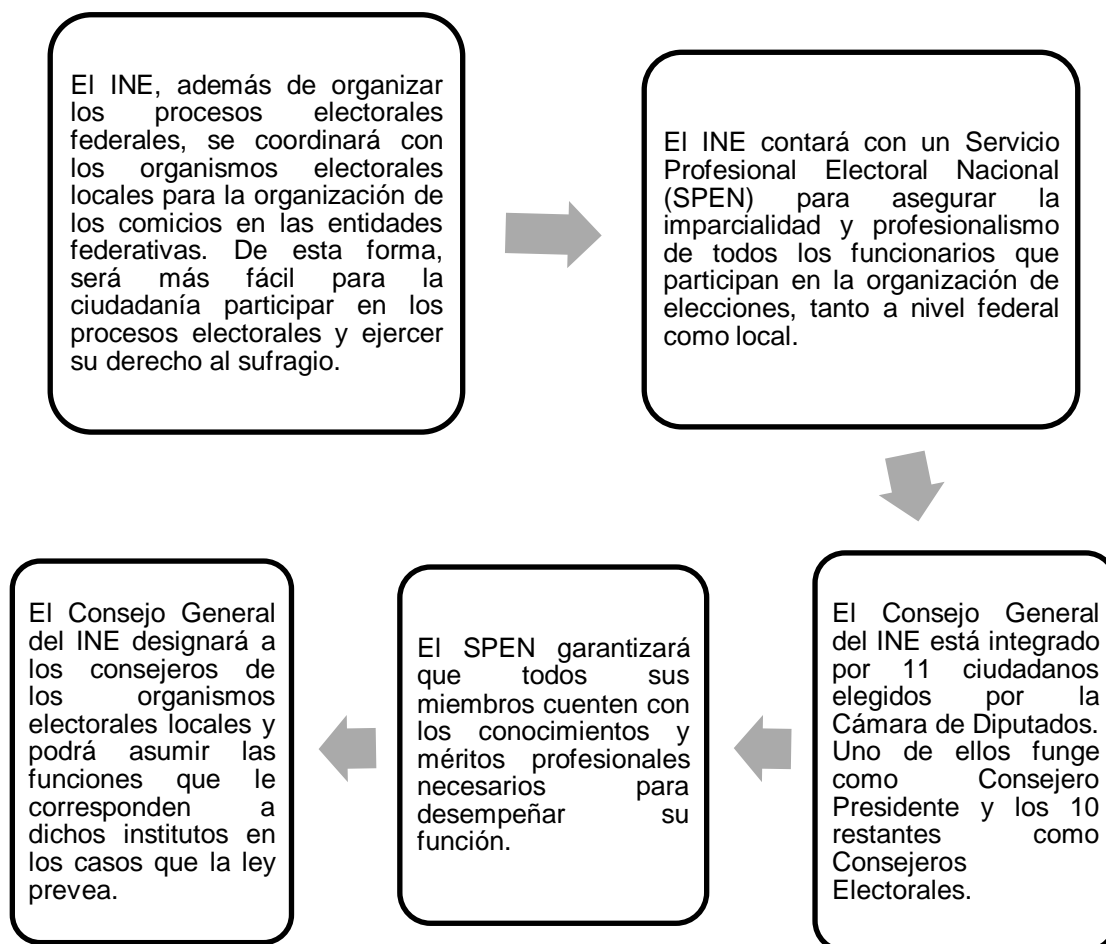 El INE, además de organizar
los procesos electorales
federales, se coordinará con
los organismos electorales
locales para la organización de
los comicios en las entidades
federativas. De esta forma,
será más fácil para la
ciudadanía participar en los
procesos electorales y ejercer
su derecho al sufragio.
El INE contará con un Servicio
Profesional Electoral Nacional
(SPEN) para asegurar la
imparcialidad y profesionalismo
de todos los funcionarios que
participan en la organización de
elecciones, tanto a nivel federal
como local.
El Consejo General
del INE está integrado
por 11 ciudadanos
elegidos por la
Cámara de Diputados.
Uno de ellos funge
como Consejero
Presidente y los 10
restantes como
Consejeros
Electorales.
El SPEN garantizará
que todos sus
miembros cuenten con
los conocimientos y
méritos profesionales
necesarios para
desempeñar su
función.
El Consejo General
del INE designará a
los consejeros de
los organismos
electorales locales y
podrá asumir las
funciones que le
corresponden a
dichos institutos en
los casos que la ley
prevea.